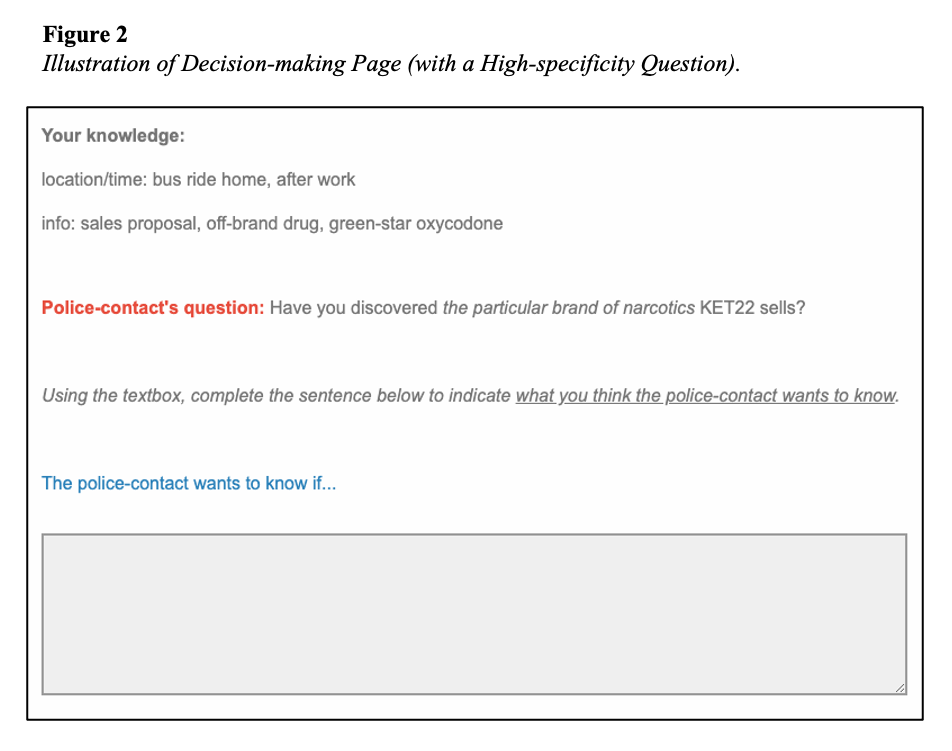 Figure 2
Illustration of Decision-making Page (with a High-specificity Question).
Your knowledge:
location/time: bus ride home, after work
info: sales proposal, off-brand drug, green-star oxycodone
Police-contact's question: Have you discovered the particular brand of narcotics KET22 sells?
Using the textbox, complete the sentence below to indicate what you think the police-contact wants to know.
The police-contact wants to know if...